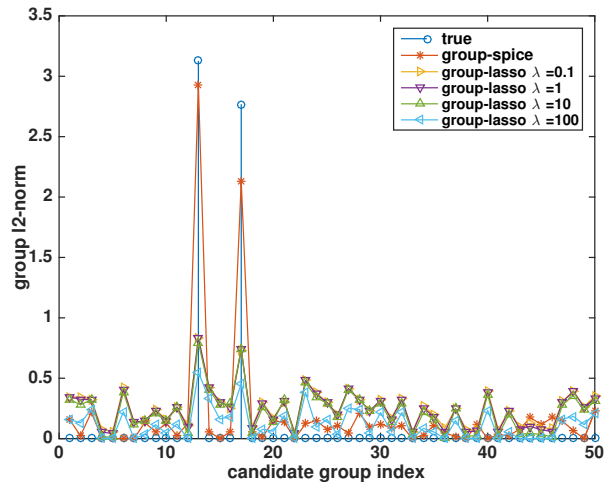 3.5
3
2.5
2
1.5
1
0.5
0
group l2-norm
true
group-spice
group-lasso λ =0.1
group-lasso λ =1
group-lasso λ =10
group-lasso λ =100
0 10 20 30 40 50
candidate group index